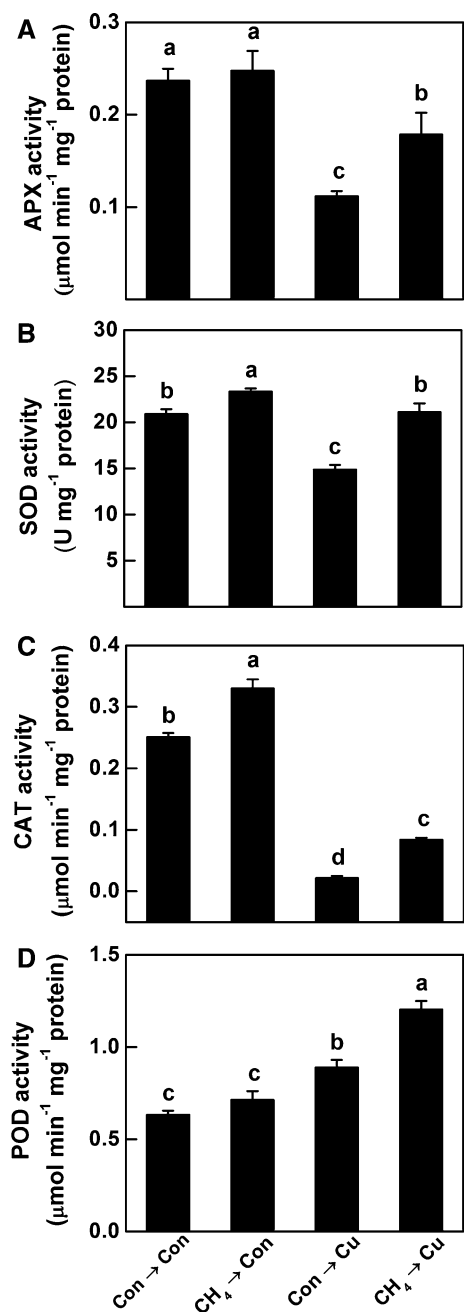 A
APX activity
(μmol min⁻¹ mg⁻¹ protein)
0.3
0.2
0.1
a
a
c
b
B
SOD activity
(U mg⁻¹ protein)
30
25
20
15
10
5
b
a
c
b
C
CAT activity
(μmol min⁻¹ mg⁻¹ protein)
0.4
0.3
0.2
0.1
0.0
b
a
d
c
D
POD activity
(μmol min⁻¹ mg⁻¹ protein)
1.5
1.0
0.5
0.0
c
c
b
a
Con → Con
CH₄ → Con
Con → Cu
CH₄ → Cu